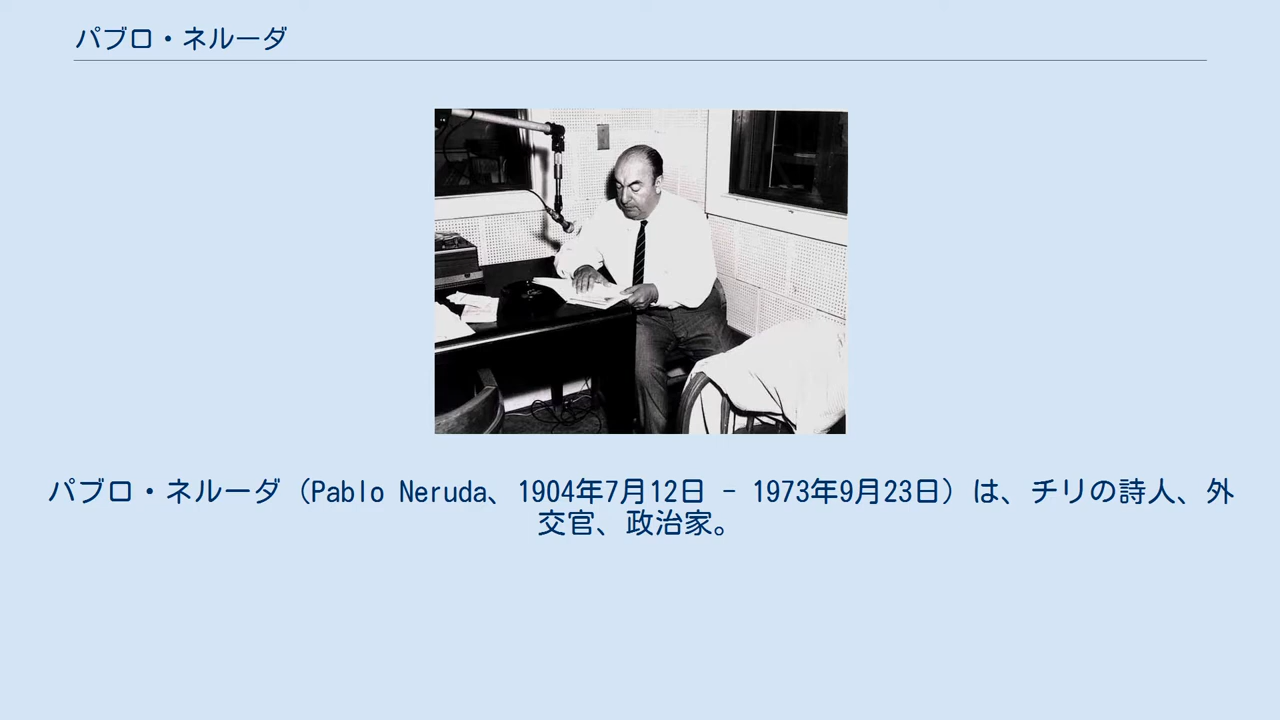 パブロ・ネルーダ
パブロ・ネルーダ（Pablo Neruda、1904年7月12日 - 1973年9月23日）は、チリの詩人、外
交官、政治家。